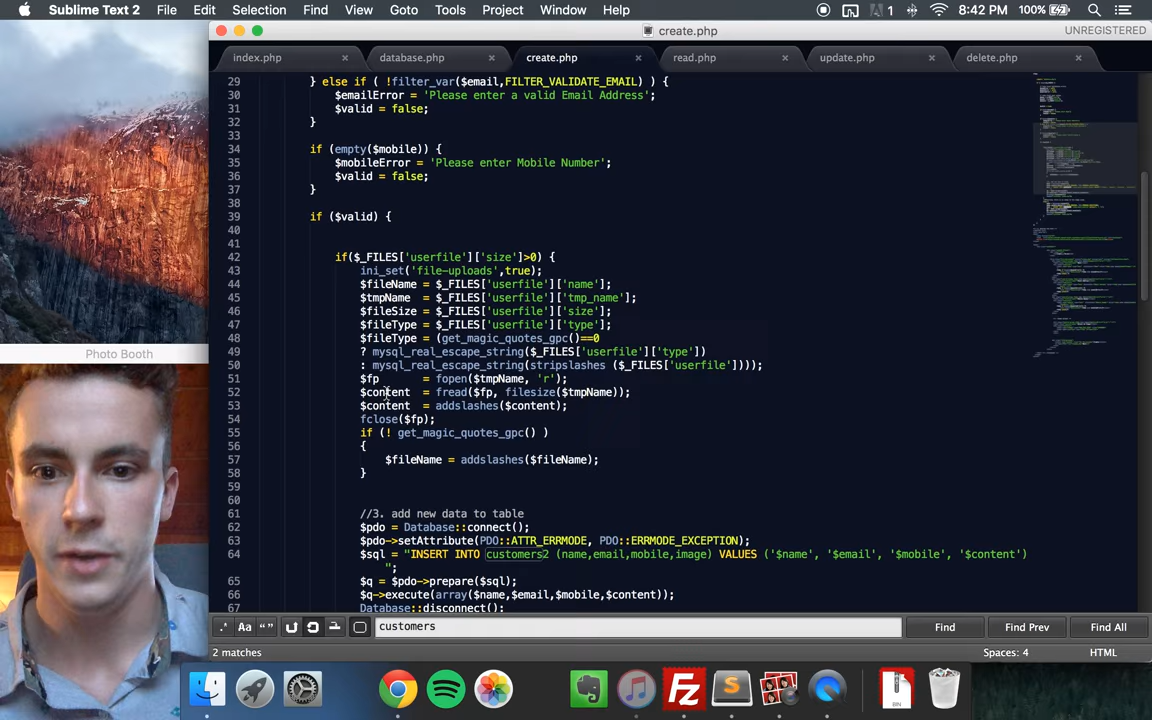 Sublime Text 2 File Edit Selection Find View Goto Tools Project Window Help 1 8:42 PM 100%
create.php UNREGISTERED
index.php database.php create.php read.php update.php delete.php
29 } else if ( !filter_var($email,FILTER_VALIDATE_EMAIL) ) {
30 $emailError = 'Please enter a valid Email Address';
31 $valid = false;
32 }
33
34 if (empty($mobile)) {
35 $mobileError = 'Please enter Mobile Number';
36 $valid = false;
37 }
38
39 if ($valid) {
40
41
42 if($_FILES['userfile']['size']>0) {
43 ini_set('file-uploads',true);
44 $fileName = $_FILES['userfile']['name'];
45 $tmpName = $_FILES['userfile']['tmp_name'];
46 $fileSize = $_FILES['userfile']['size'];
47 $fileType = $_FILES['userfile']['type'];
48 $fileType = (get_magic_quotes_gpc()==0
49 ? mysql_real_escape_string($_FILES['userfile']['type'])
50 : mysql_real_escape_string(stripslashes ($_FILES['userfile'])));
51 $fp = fopen($tmpName, 'r');
52 $content = fread($fp, filesize($tmpName));
53 $content = addslashes($content);
54 fclose($fp);
55 if (! get_magic_quotes_gpc() )
56 {
57 $fileName = addslashes($fileName);
58 }
59
60
61 //3. add new data to table
62 $pdo = Database::connect();
63 $pdo->setAttribute(PDO::ATTR_ERRMODE, PDO::ERRMODE_EXCEPTION);
64 $sql = "INSERT INTO customers2 (name,email,mobile,image) VALUES ('$name', '$email', '$mobile', '$content')
";
65 $q = $pdo->prepare($sql);
66 $q->execute(array($name,$email,$mobile,$content));
67 Database::disconnect();
Photo Booth
.* Aa “” customers Find Find Prev Find All
2 matches Spaces: 4 HTML